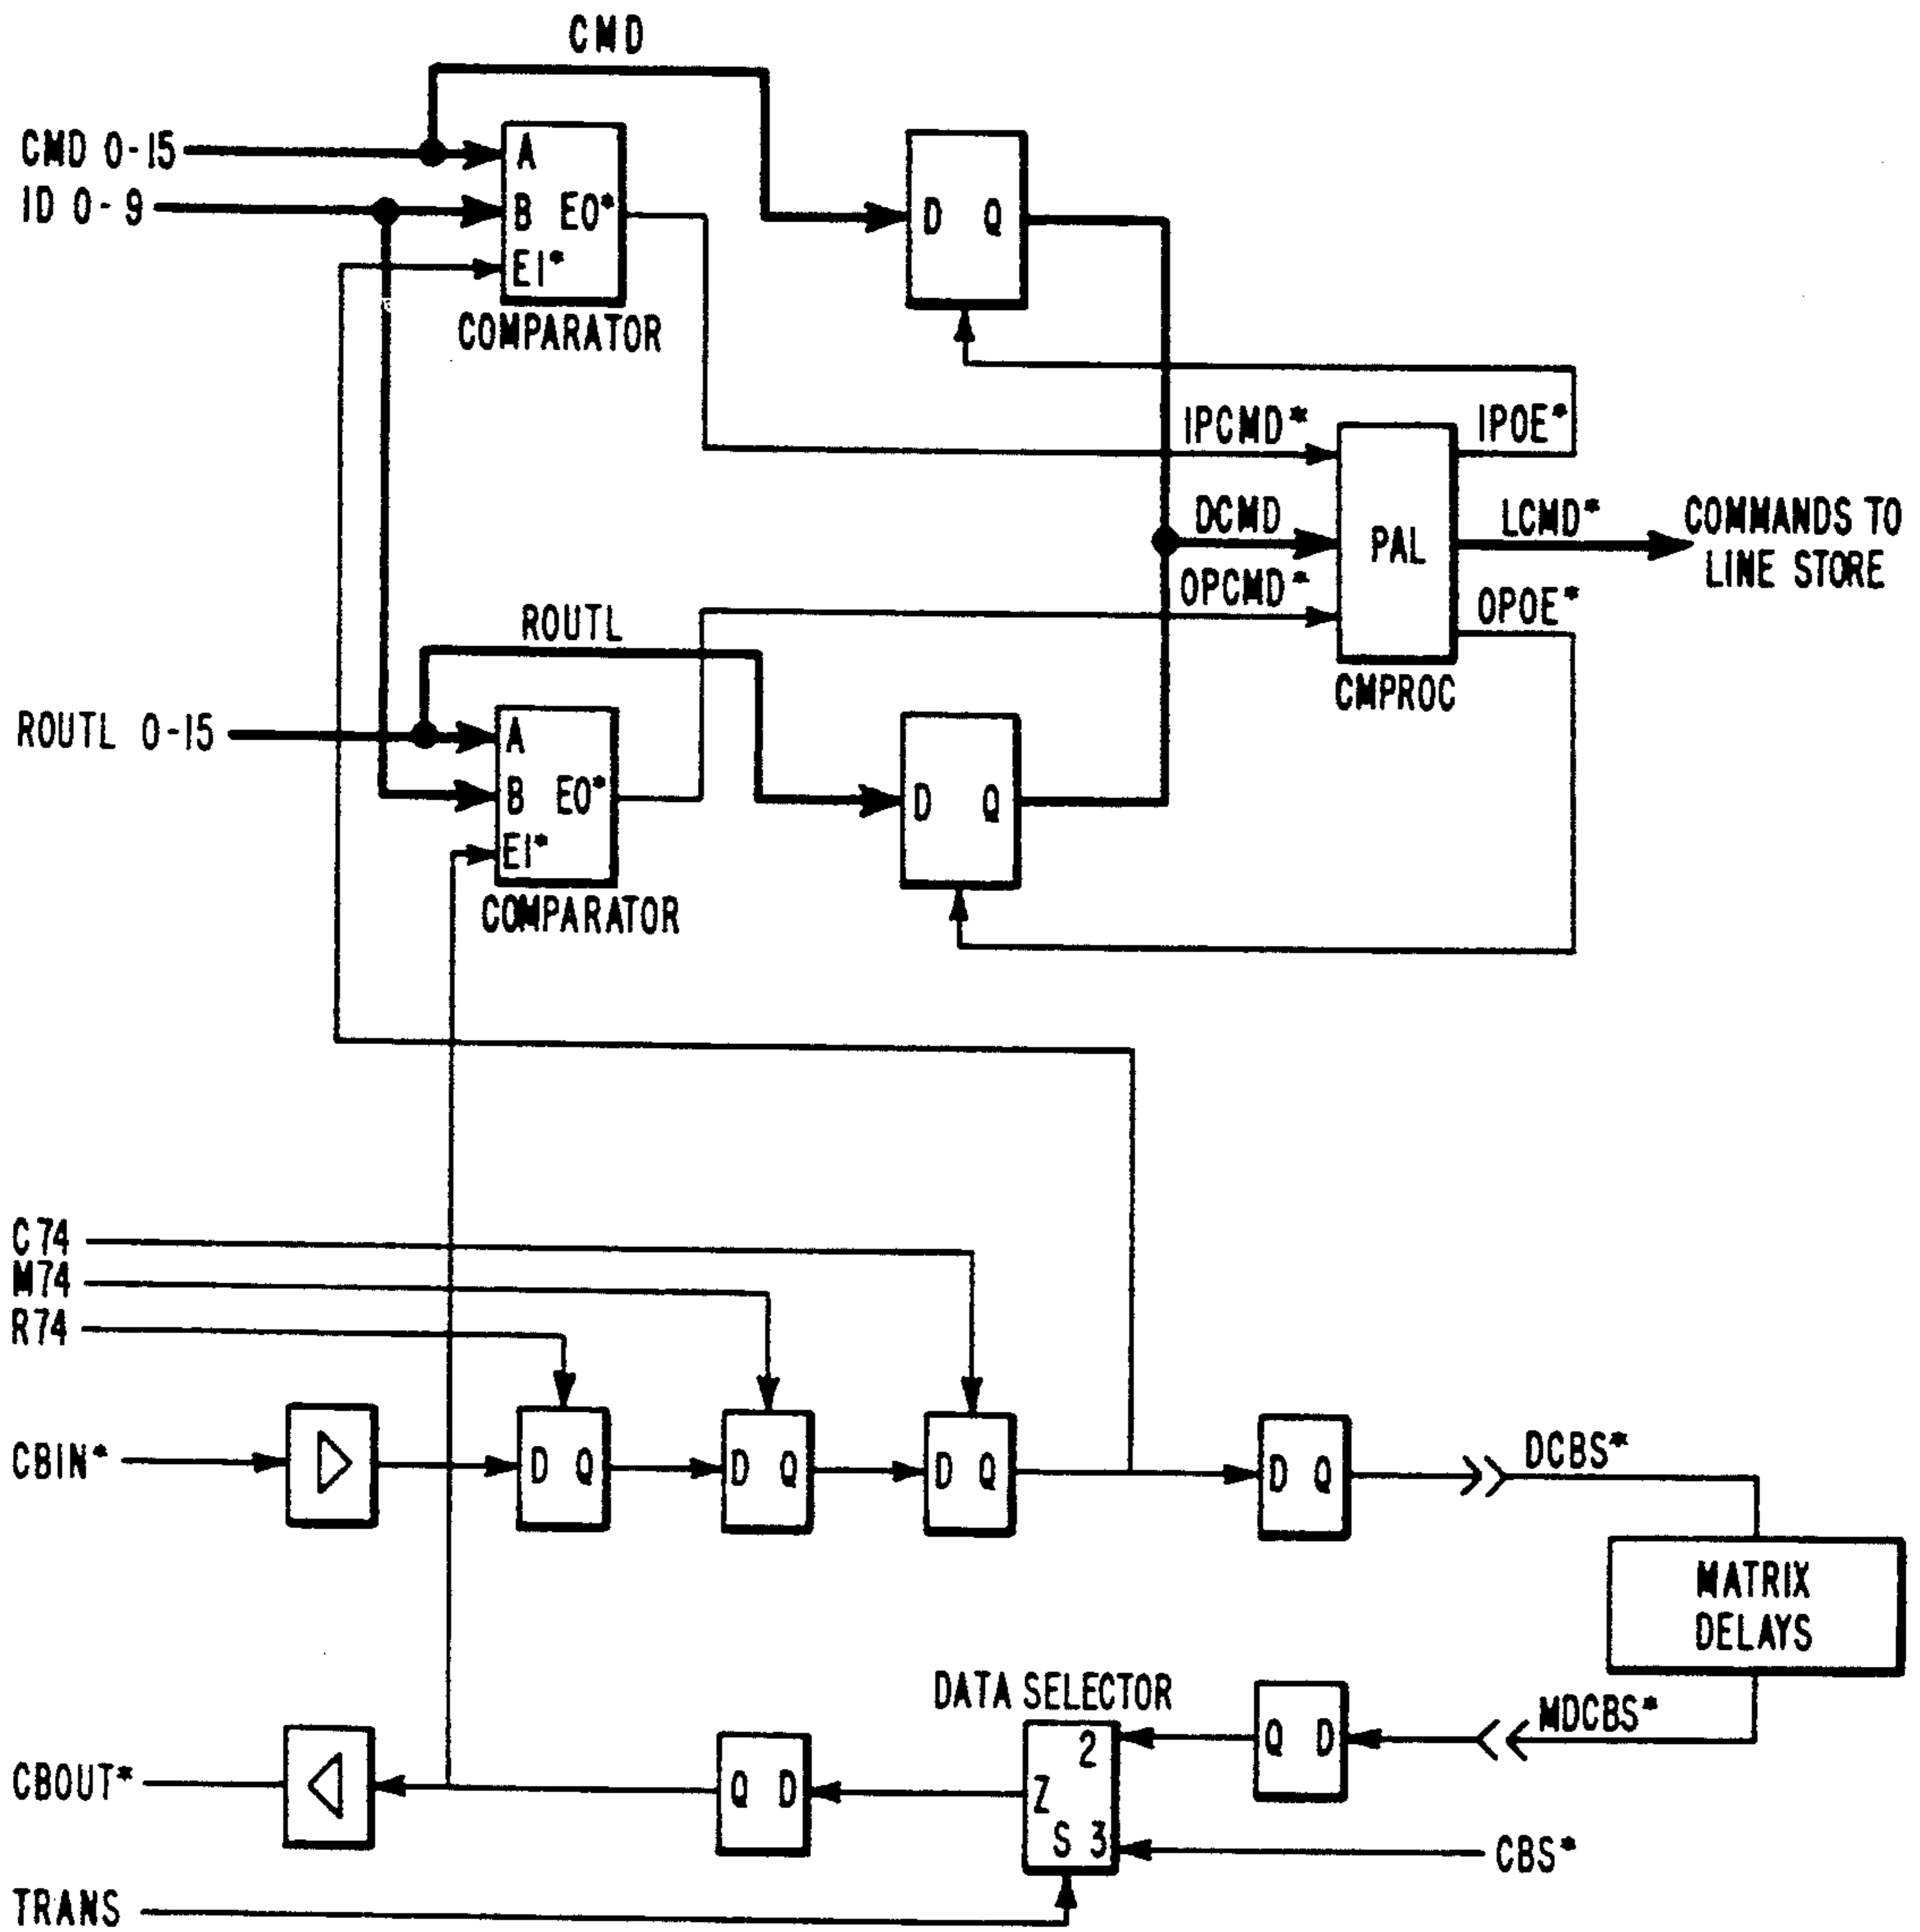 CMD
CMD 0-15
A
ID 0-9
B EO*
D Q
EI*
COMPARATOR
IPCMD*
IPOE*
DCMD
PAL
LCMD*
COMMANDS TO
LINE STORE
OPCMD*
OPOE*
ROUTL
CMPROC
ROUTL 0-15
A
B EO*
D Q
EI*
COMPARATOR
C74
M74
R74
CBIN*
D Q
D Q
D Q
D Q
DCBS*
MATRIX
DELAYS
DATA SELECTOR
MDCBS*
2
Q D
CBOUT*
Q D
Z
S 3
CBS*
TRANS